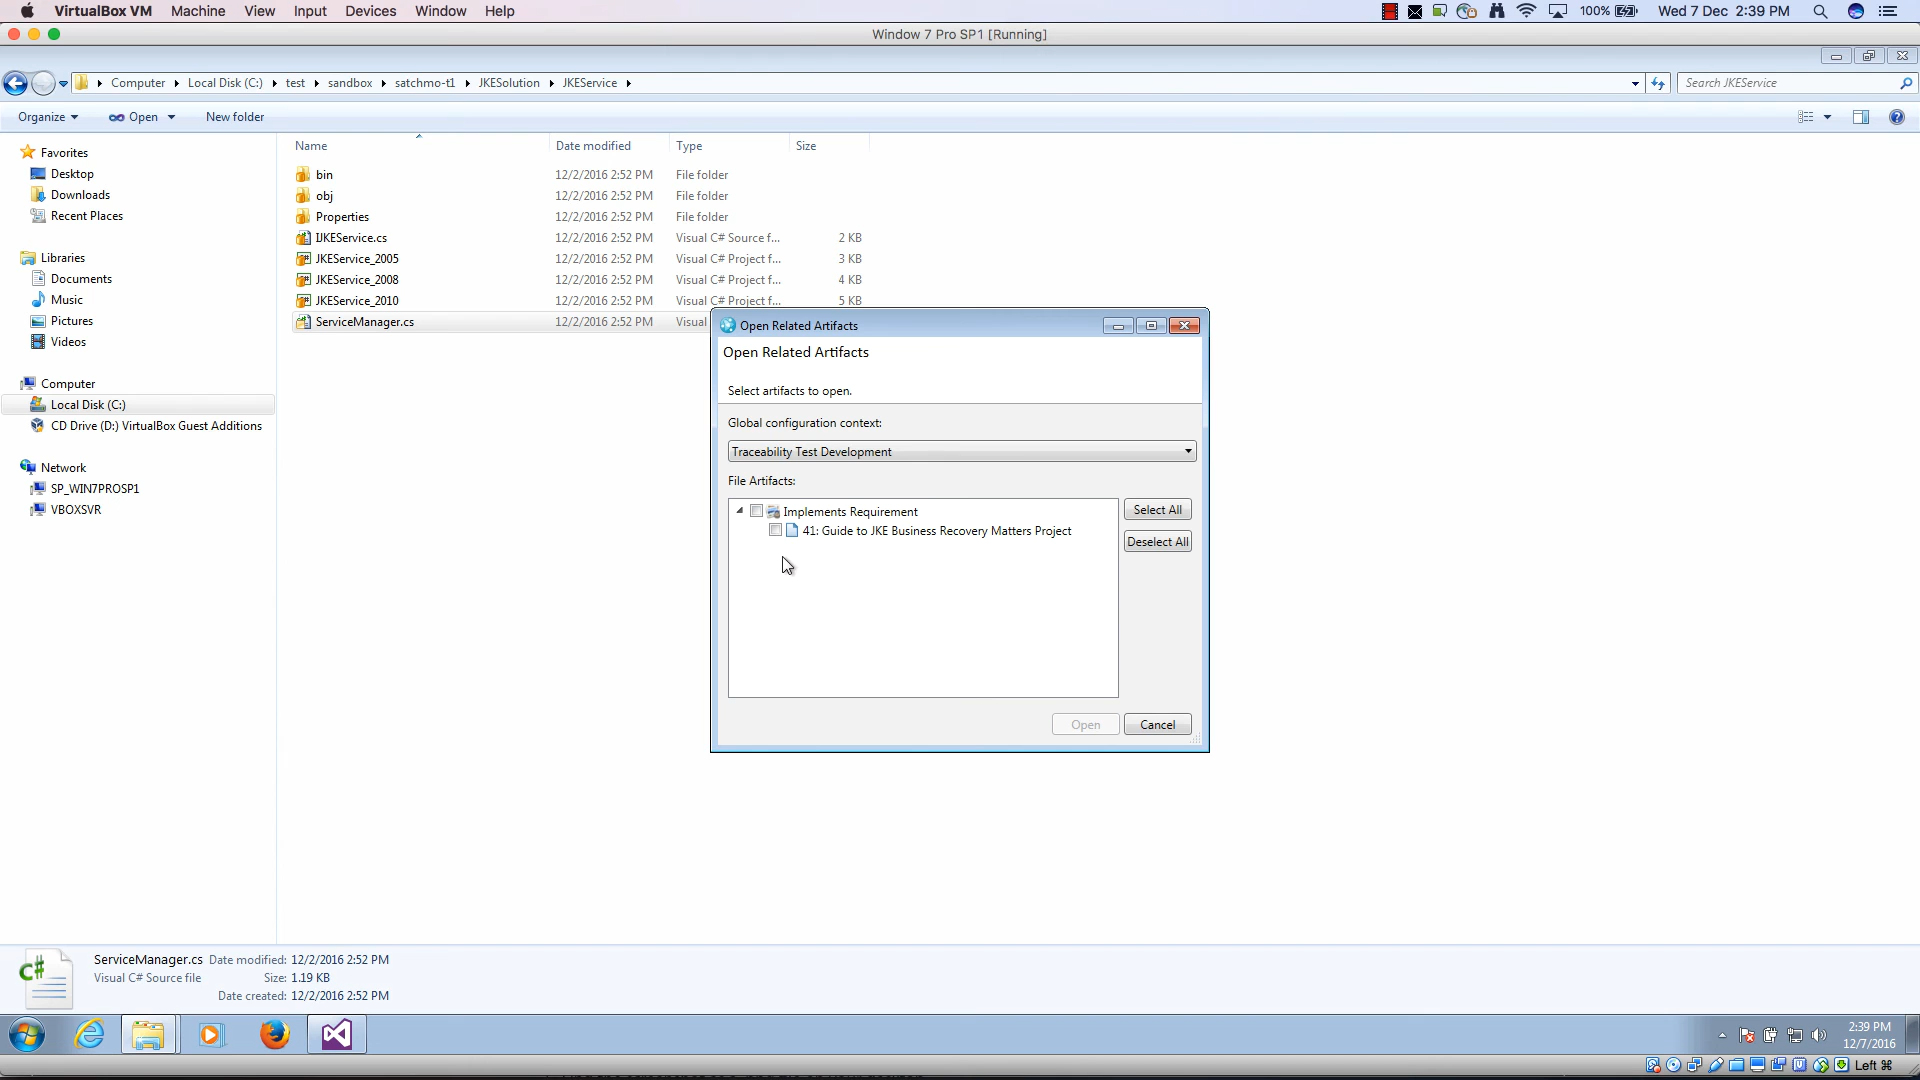 VirtualBox VM Machine View Input Devices Window Help 100% Wed 7 Dec 2:39 PM
Window 7 Pro SP1 [Running]
Computer Local Disk (C:) test sandbox satchmo-t1 JKESolution JKEService Search JKEService
Organize Open New folder
Name Date modified Type Size
Favorites
Desktop
Downloads
Recent Places
Libraries
Documents
Music
Pictures
Videos
Computer
Local Disk (C:)
CD Drive (D:) VirtualBox Guest Additions
Network
SP_WIN7PROSP1
VBOXSVR
bin 12/2/2016 2:52 PM File folder
obj 12/2/2016 2:52 PM File folder
Properties 12/2/2016 2:52 PM File folder
IJKEService.cs 12/2/2016 2:52 PM Visual C# Source f... 2 KB
JKEService_2005 12/2/2016 2:52 PM Visual C# Project f... 3 KB
JKEService_2008 12/2/2016 2:52 PM Visual C# Project f... 4 KB
JKEService_2010 12/2/2016 2:52 PM Visual C# Project f... 5 KB
ServiceManager.cs 12/2/2016 2:52 PM Visual
Open Related Artifacts
Open Related Artifacts
Select artifacts to open.
Global configuration context:
Traceability Test Development
File Artifacts:
Implements Requirement
41: Guide to JKE Business Recovery Matters Project
Select All
Deselect All
Open Cancel
ServiceManager.cs Date modified: 12/2/2016 2:52 PM
Visual C# Source file Size: 1.19 KB
Date created: 12/2/2016 2:52 PM
2:39 PM
12/7/2016
Left ⌘